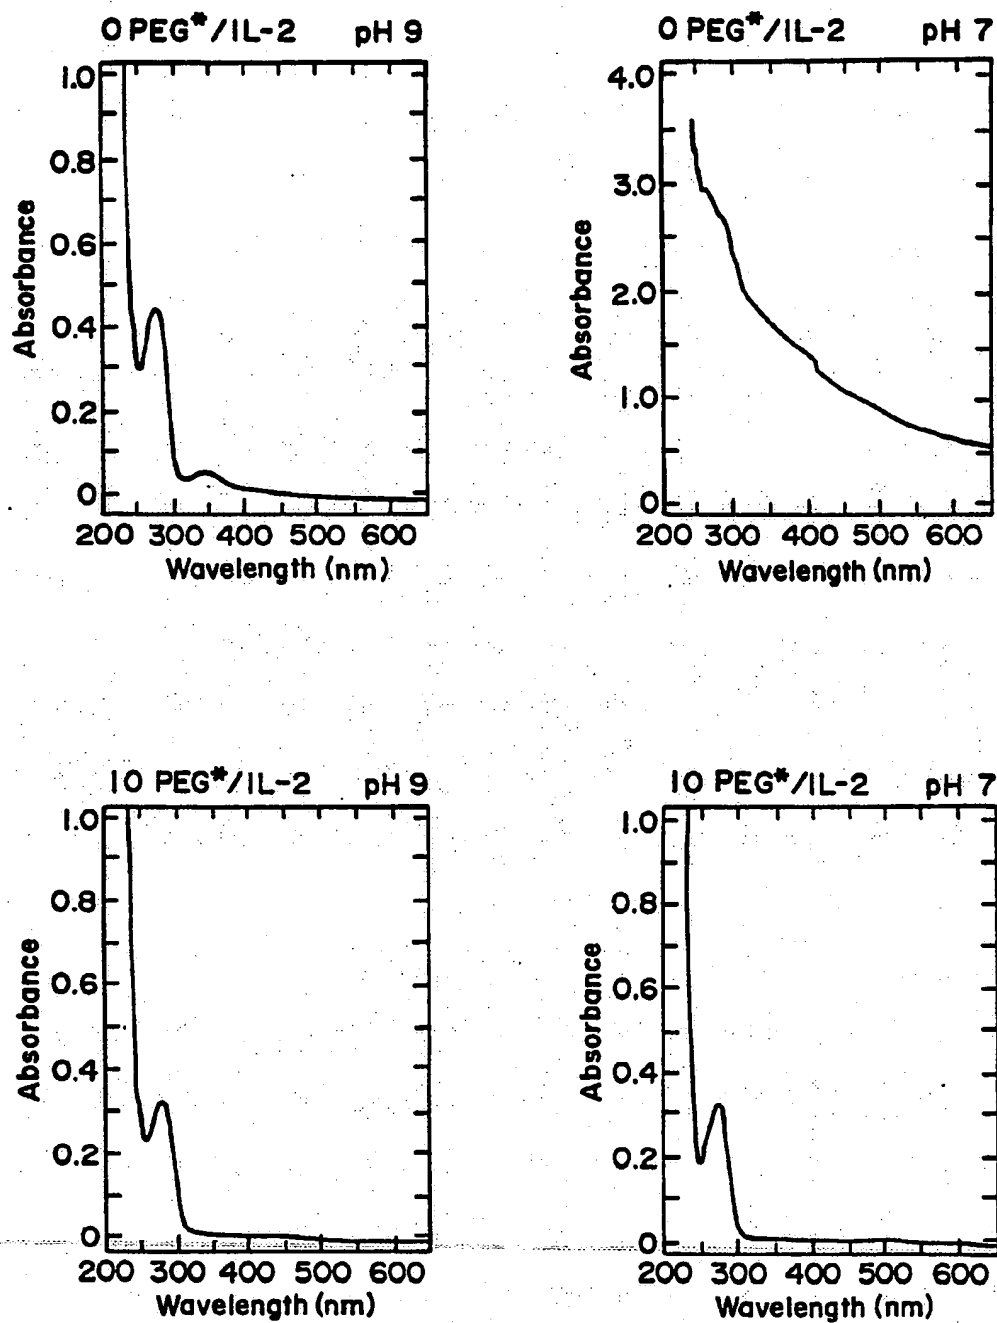 0 PEG*/IL-2 pH 9
1.0
0.8
0.6
0.4
0.2
0
Absorbance
200 300 400 500 600
Wavelength (nm)
0 PEG*/IL-2 pH 7
4.0
3.0
2.0
1.0
0
Absorbance
200 300 400 500 600
Wavelength (nm)
10 PEG*/IL-2 pH 9
1.0
0.8
0.6
0.4
0.2
0
Absorbance
200 300 400 500 600
Wavelength (nm)
10 PEG*/IL-2 pH 7
1.0
0.8
0.6
0.4
0.2
0
Absorbance
200 300 400 500 600
Wavelength (nm)